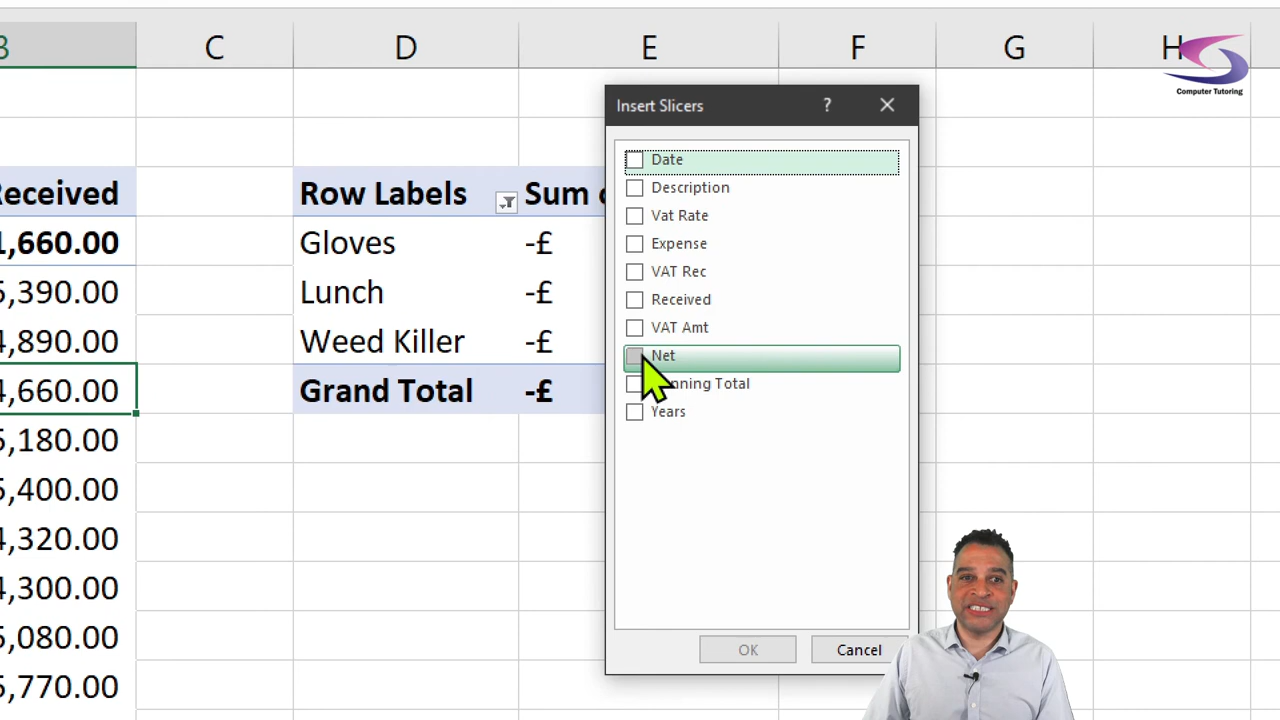 B C D E F G H
Computer Tutoring
Insert Slicers ? ×
Received Row Labels Sum
1,660.00 Gloves -£
5,390.00 Lunch -£
4,890.00 Weed Killer -£
4,660.00 Grand Total -£
5,180.00
5,400.00
4,320.00
4,300.00
5,080.00
5,770.00
Date
Description
Vat Rate
Expense
VAT Rec
Received
VAT Amt
Net
Total
Years
OK Cancel